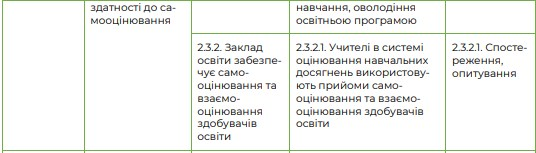 здатності до са-
мооцінювання
навчання, оволодіння
освітньою програмою
2.3.2. Заклад
освіти забезпе-
чує само-
оцінювання та
взаємо-
оцінювання
здобувачів
освіти
2.3.2.1. Учителі в системі
оцінювання навчальних
досягнень використову-
ють прийоми само-
оцінювання та взаємо-
оцінювання здобувачів
освіти
2.3.2.1. Спосте-
реження,
опитування